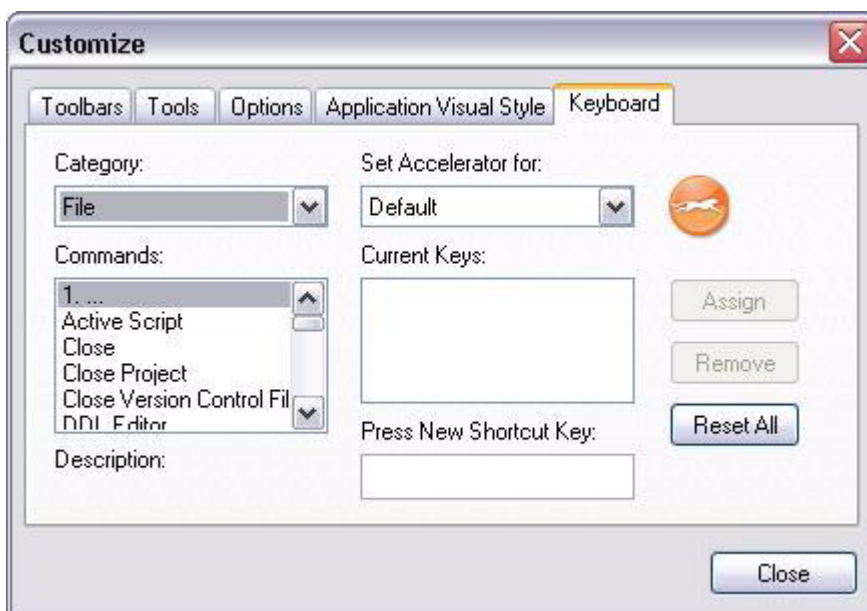 Customize
Toolbars Tools Options Application Visual Style Keyboard
Category: Set Accelerator for:
File Default
Commands: Current Keys:
1. ...
Active Script
Close
Close Project
Close Version Control Fil
DDL Editor
Assign
Remove
Press New Shortcut Key: Reset All
Description:
Close